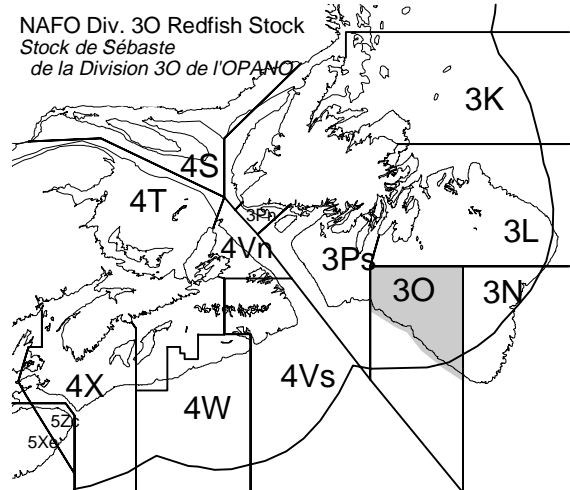 NAFO Div. 3O Redfish Stock
Stock de Sébaste
de la Division 3O de l'OPANO
3K
4S
4T
3Pn
3L
4Vn
3Ps
3O
3N
4X
4W
4Vs
5Zc
5Xe